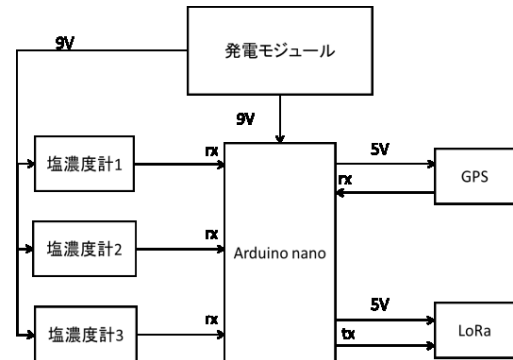 9V
発電モジュール
9V
塩濃度計1
rx
5V
rx
GPS
塩濃度計2
rx
Arduino nano
塩濃度計3
rx
5V
tx
LoRa